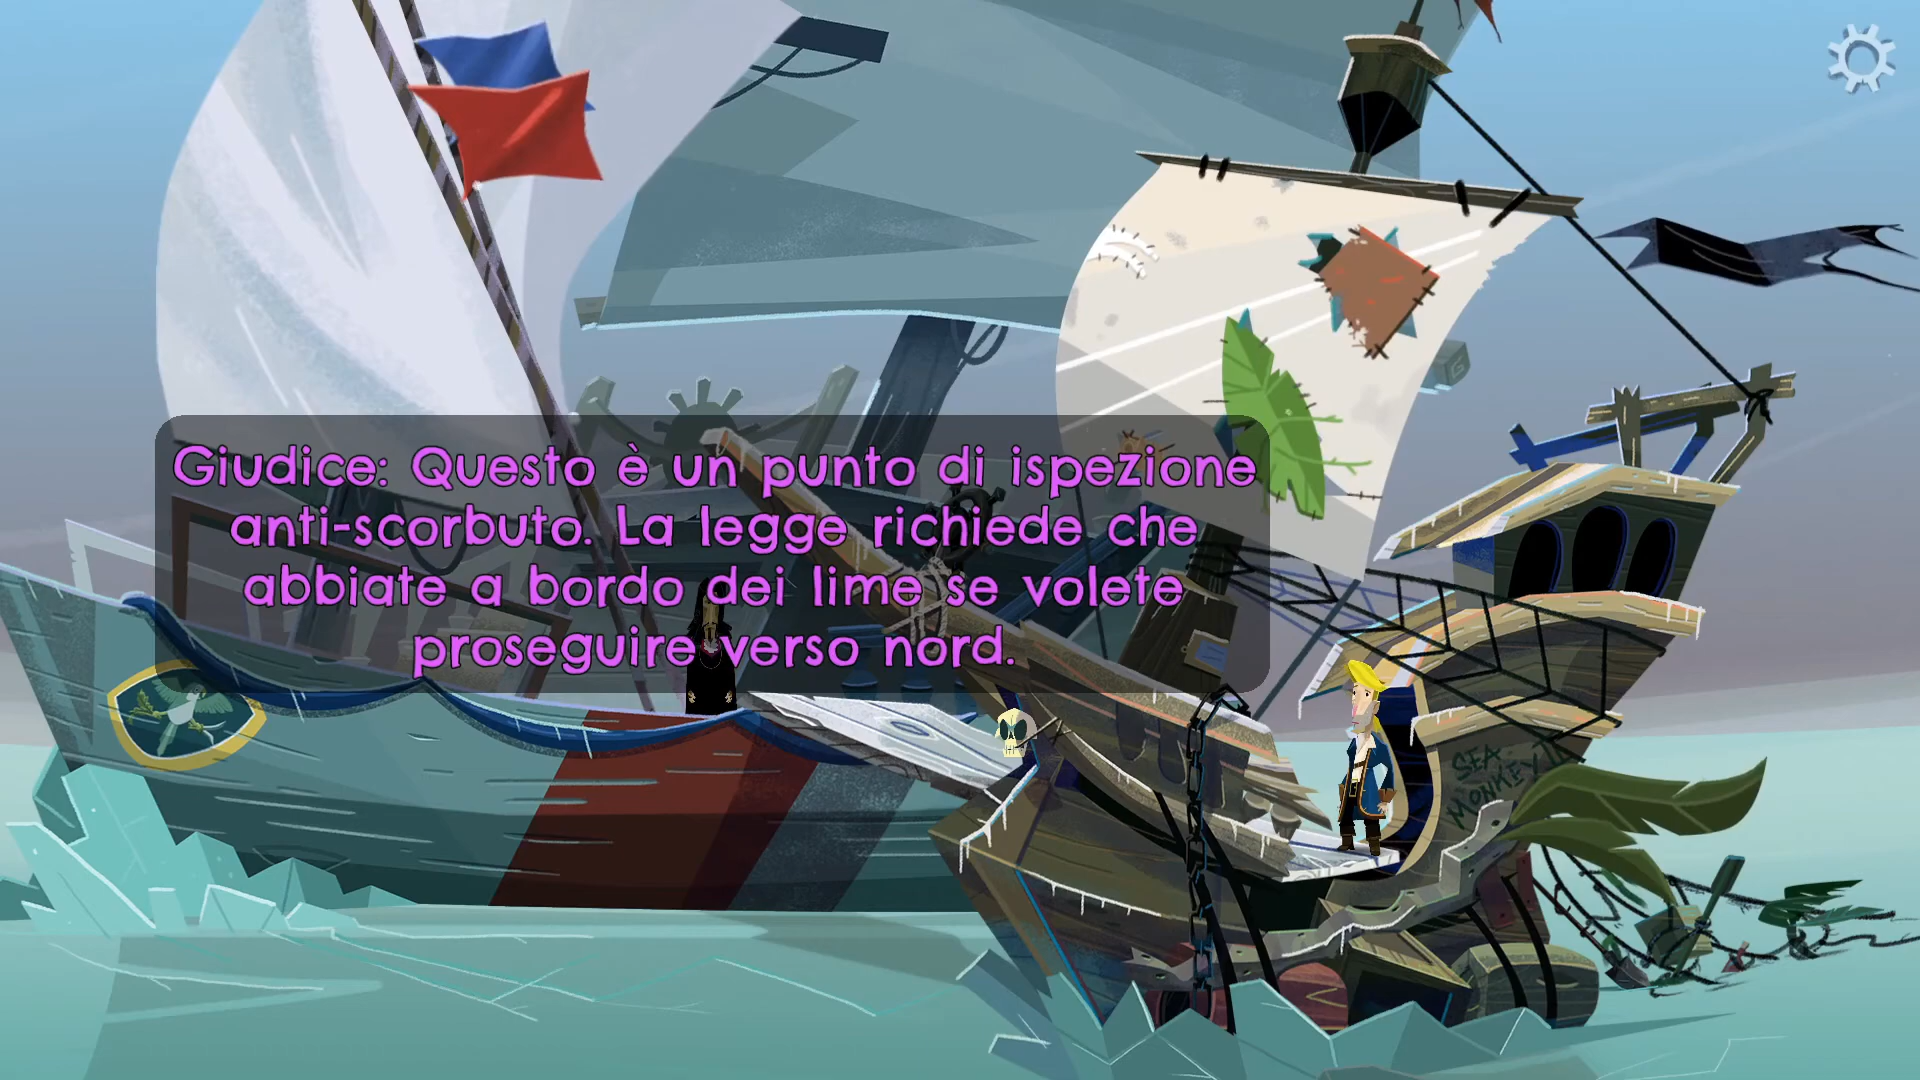 Giudice: Questo è un punto di ispezione
anti-scorbuto. La legge richiede che
abbiate a bordo dei lime se volete
proseguire verso nord.
SEA
MONKEY II